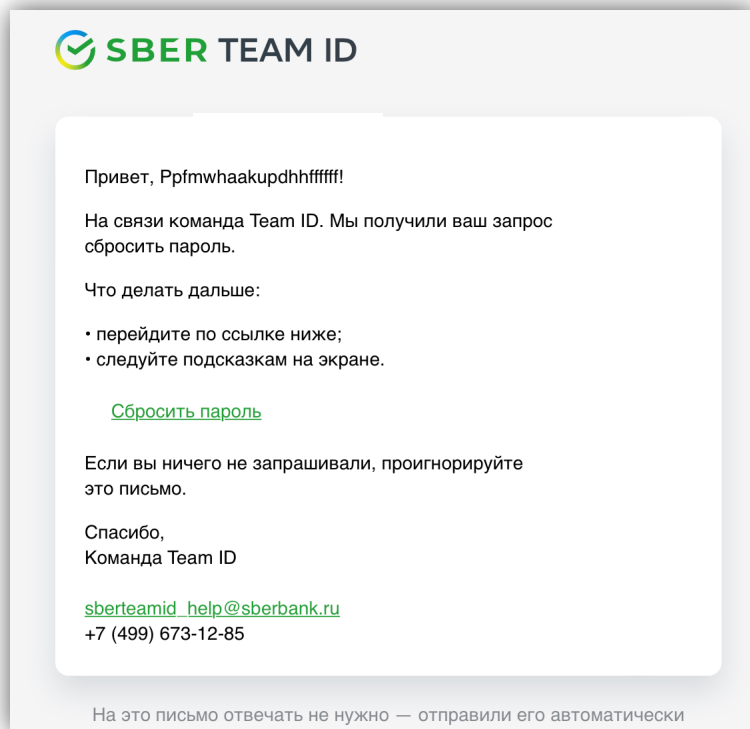 SBER TEAM ID
Привет, Ppfmwhaakupdhhffffff!
На связи команда Team ID. Мы получили ваш запрос
сбросить пароль.
Что делать дальше:
• перейдите по ссылке ниже;
• следуйте подсказкам на экране.
Сбросить пароль
Если вы ничего не запрашивали, проигнорируйте
это письмо.
Спасибо,
Команда Team ID
sberteamid_help@sberbank.ru
+7 (499) 673-12-85
На это письмо отвечать не нужно — отправили его автоматически